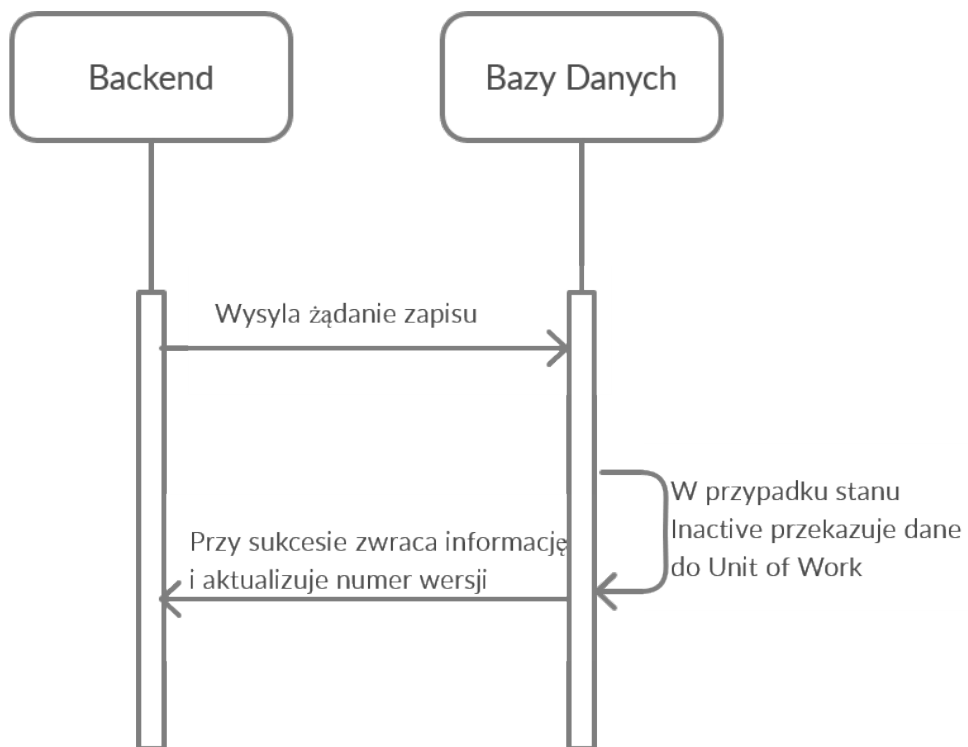 Backend
Bazy Danych
Wysyla żądanie zapisu
W przypadku stanu
Inactive przekazuje dane
do Unit of Work
Przy sukcesie zwraca informację
i aktualizuje numer wersji